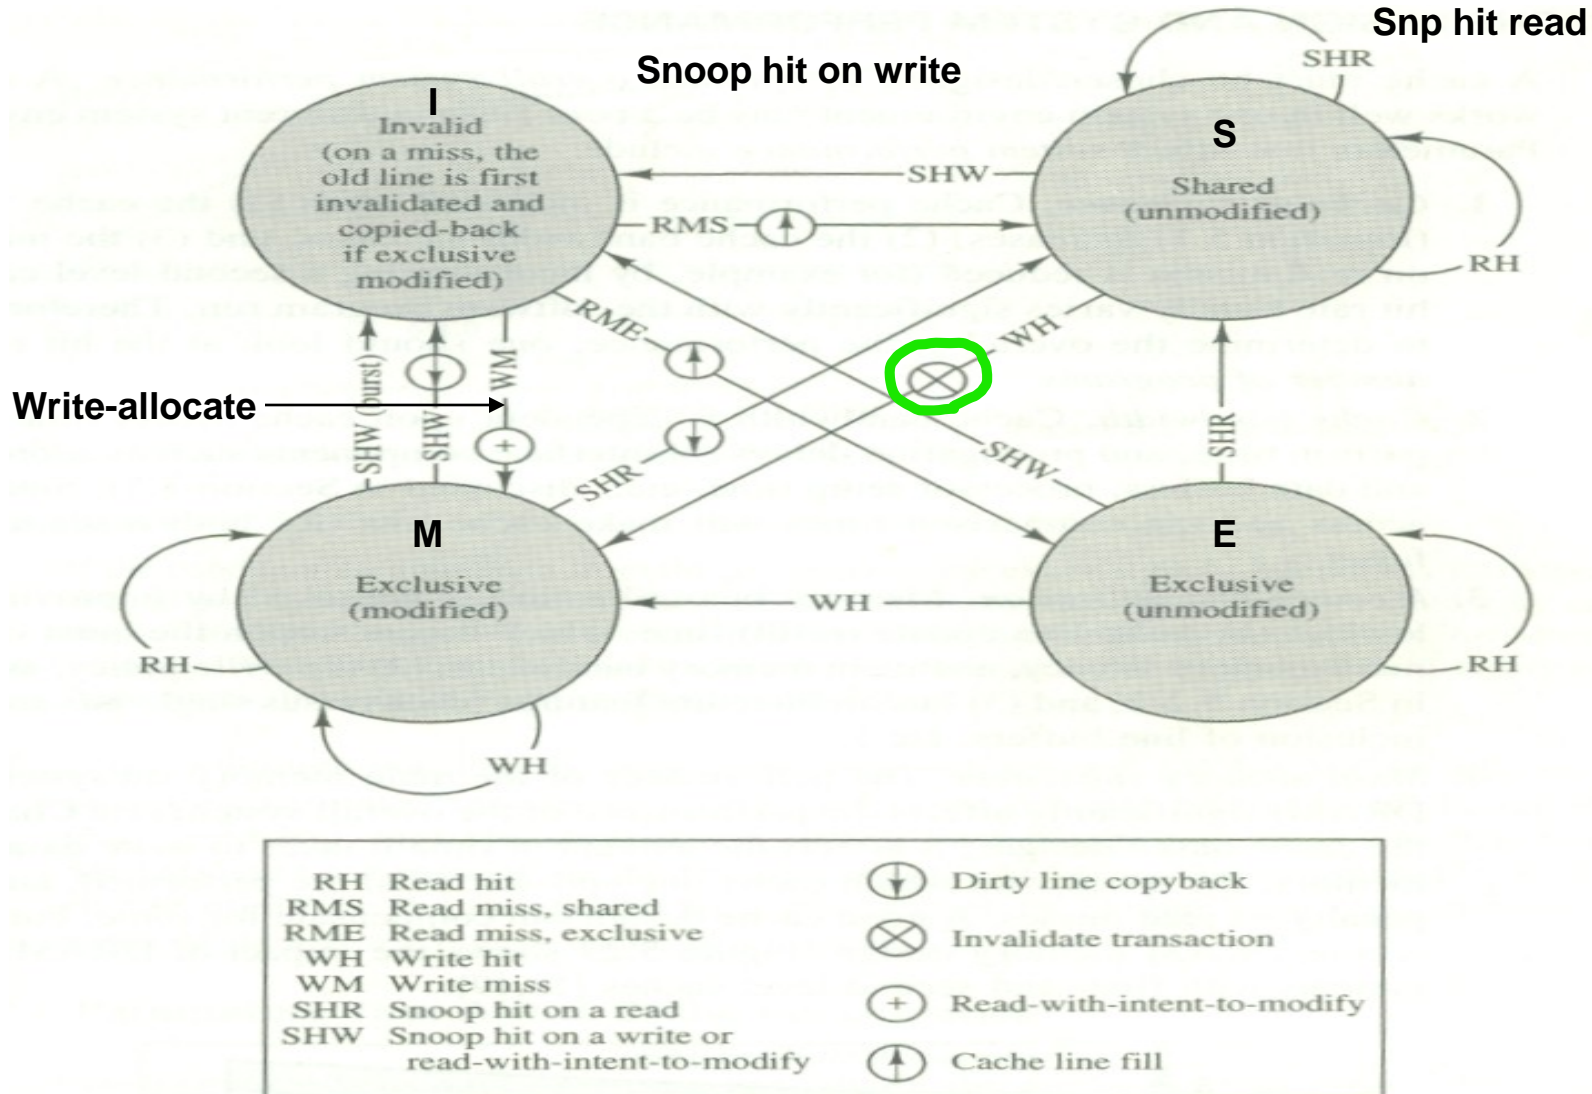 Snp hit read
SHR
Snoop hit on write
I
Invalid
(on a miss, the
old line is first
invalidated and
copied-back
if exclusive
modified)
S
Shared
(unmodified)
SHW
RMS
RH
RME
WH
SHW (burst)
SHW
WM
Write-allocate
SHR
SHW
SHR
M
Exclusive
(modified)
E
Exclusive
(unmodified)
WH
RH
RH
WH
RH Read hit
RMS Read miss, shared
RME Read miss, exclusive
WH Write hit
WM Write miss
SHR Snoop hit on a read
SHW Snoop hit on a write or
read-with-intent-to-modify
Dirty line copyback
Invalidate transaction
+ Read-with-intent-to-modify
Cache line fill